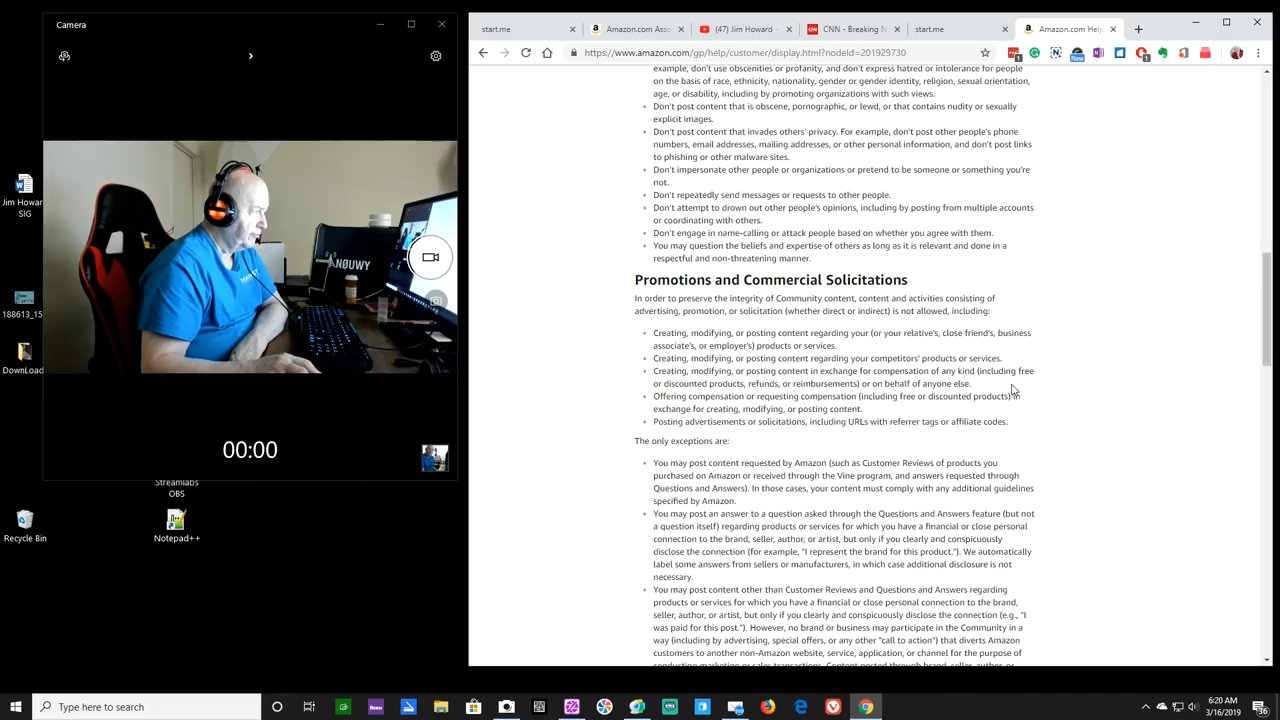 Camera
00:00
Jim Howar
SIG
188613_15
DownLoad
Streamlabs
OBS
Recycle Bin
Notepad++
start.me
Amazon.com Asso
(47) Jim Howard -
CNN - Breaking N
start.me
Amazon.com Help
https://www.amazon.com/gp/help/customer/display.html?nodeId=201929730
New
example, don't use obscenities or profanity, and don't express hatred or intolerance for people
on the basis of race, ethnicity, nationality, gender or gender identity, religion, sexual orientation,
age, or disability, including by promoting organizations with such views.
Don't post content that is obscene, pornographic, or lewd, or that contains nudity or sexually
explicit images.
Don't post content that invades others' privacy. For example, don't post other people's phone
numbers, email addresses, mailing addresses, or other personal information, and don't post links
to phishing or other malware sites.
Don't impersonate other people or organizations or pretend to be someone or something you're
not.
Don't repeatedly send messages or requests to other people.
Don't attempt to drown out other people's opinions, including by posting from multiple accounts
or coordinating with others.
Don't engage in name-calling or attack people based on whether you agree with them.
You may question the beliefs and expertise of others as long as it is relevant and done in a
respectful and non-threatening manner.
Promotions and Commercial Solicitations
In order to preserve the integrity of Community content, content and activities consisting of
advertising, promotion, or solicitation (whether direct or indirect) is not allowed, including:
Creating, modifying, or posting content regarding your (or your relative's, close friend's, business
associate's, or employer's) products or services.
Creating, modifying, or posting content regarding your competitors' products or services.
Creating, modifying, or posting content in exchange for compensation of any kind (including free
or discounted products, refunds, or reimbursements) or on behalf of anyone else.
Offering compensation or requesting compensation (including free or discounted products) in
exchange for creating, modifying, or posting content.
Posting advertisements or solicitations, including URLs with referrer tags or affiliate codes.
The only exceptions are:
You may post content requested by Amazon (such as Customer Reviews of products you
purchased on Amazon or received through the Vine program, and answers requested through
Questions and Answers). In those cases, your content must comply with any additional guidelines
specified by Amazon.
You may post an answer to a question asked through the Questions and Answers feature (but not
a question itself) regarding products or services for which you have a financial or close personal
connection to the brand, seller, author, or artist, but only if you clearly and conspicuously
disclose the connection (for example, "I represent the brand for this product."). We automatically
label some answers from sellers or manufacturers, in which case additional disclosure is not
necessary.
You may post content other than Customer Reviews and Questions and Answers regarding
products or services for which you have a financial or close personal connection to the brand,
seller, author, or artist, but only if you clearly and conspicuously disclose the connection (e.g., "I
was paid for this post."). However, no brand or business may participate in the Community in a
way (including by advertising, special offers, or any other "call to action") that diverts Amazon
customers to another non-Amazon website, service, application, or channel for the purpose of
conducting marketing or sales transactions. Content posted through brand, seller, author, or
Type here to search
6:20 AM
3/16/2019
36